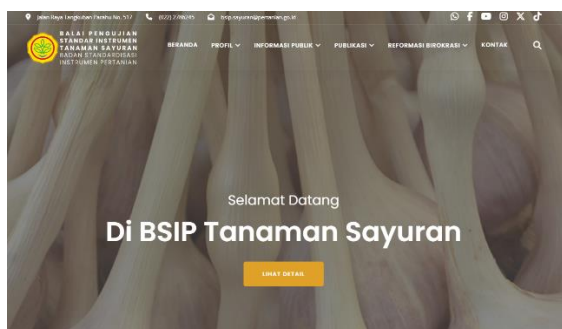 Jalan Raya Tangkuban Parahu No. 517
(022) 2786245
bsip.sayuran@pertanian.go.id
BALAI PENGUJIAN
STANDAR INSTRUMEN
TANAMAN SAYURAN
BADAN STANDARDISASI
INSTRUMEN PERTANIAN
BERANDA
PROFIL
INFORMASI PUBLIK
PUBLIKASI
REFORMASI BIROKRASI
KONTAK
Selamat Datang
Di BSIP Tanaman Sayuran
LIHAT DETAIL